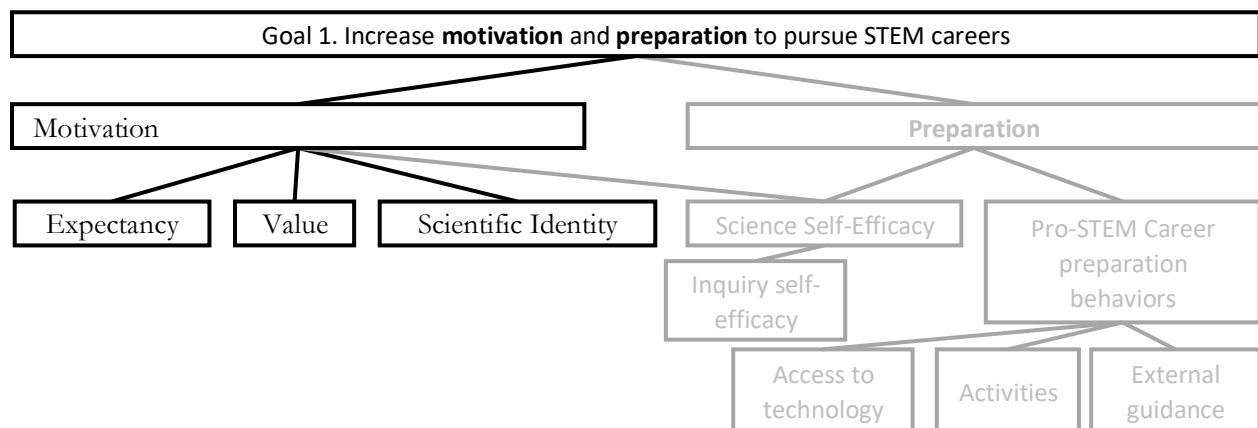 Goal 1. Increase motivation and preparation to pursue STEM careers
Motivation
Preparation
Expectancy
Value
Scientific Identity
Science Self-Efficacy
Pro-STEM Career
preparation
behaviors
Inquiry self-
efficacy
Access to
technology
Activities
External
guidance